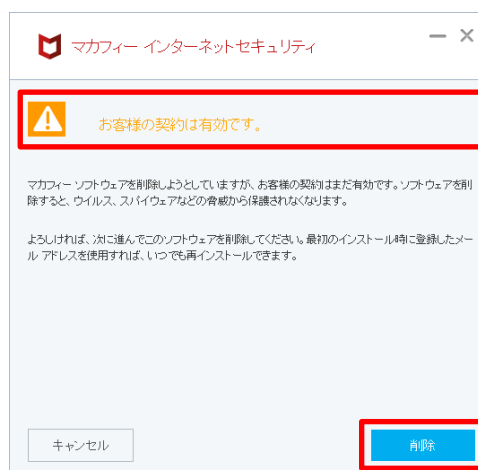 マカフィー インターネットセキュリティ
お客様の契約は有効です。
マカフィー ソフトウェアを削除しようとしていますが、お客様の契約はまだ有効です。ソフトウェアを削
除すると、ウイルス、スパイウェアなどの脅威から保護されなくなります。
よろしければ、次に進んでこのソフトウェアを削除してください。最初のインストール時に登録したメー
ル アドレスを使用すれば、いつでも再インストールできます。
キャンセル
削除